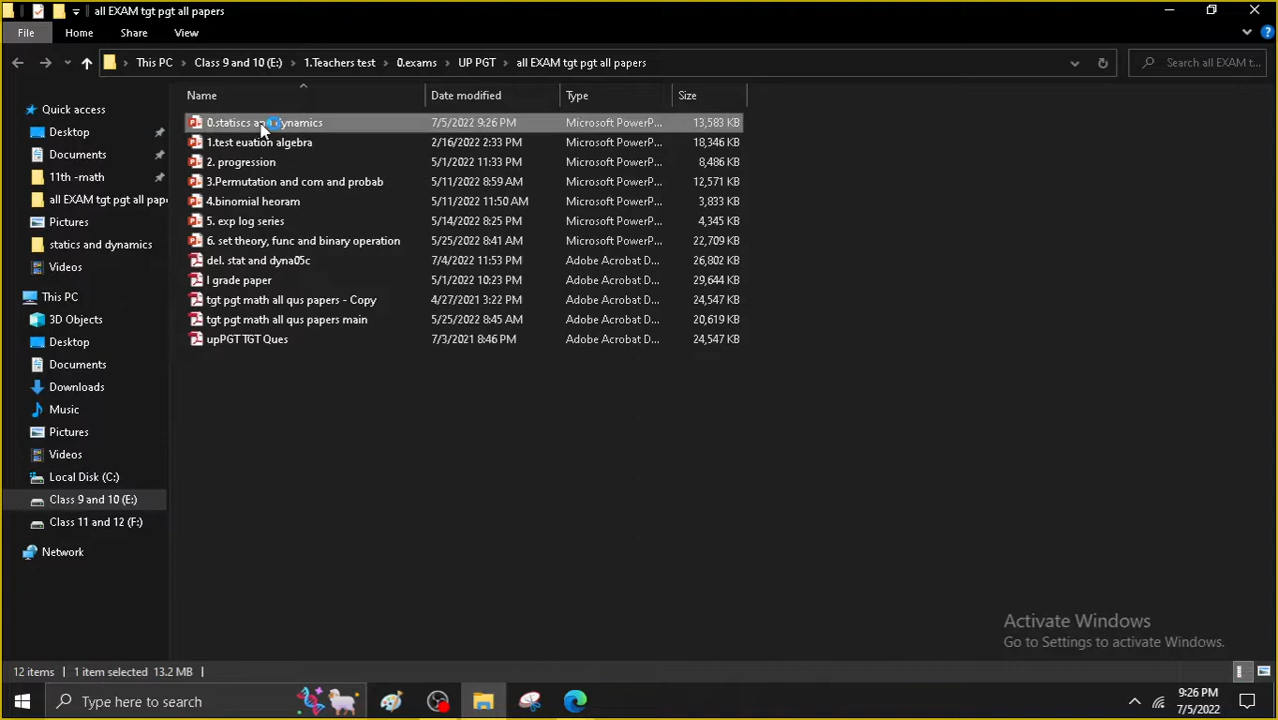 all EXAM tgt pgt all papers
File Home Share View
This PC > Class 9 and 10 (E:) > 1.Teachers test > 0.exams > UP PGT > all EXAM tgt pgt all papers
Search all EXAM t...
Name Date modified Type Size
Quick access
Desktop
Documents
11th -math
all EXAM tgt pgt all pape
Pictures
statics and dynamics
Videos
This PC
3D Objects
Desktop
Documents
Downloads
Music
Pictures
Videos
Local Disk (C:)
Class 9 and 10 (E:)
Class 11 and 12 (F:)
Network
0.statiscs dynamics 7/5/2022 9:26 PM Microsoft PowerP... 13,583 KB
1.test euation algebra 2/16/2022 2:33 PM Microsoft PowerP... 18,346 KB
2. progression 5/1/2022 11:33 PM Microsoft PowerP... 8,486 KB
3.Permutation and com and probab 5/11/2022 8:59 AM Microsoft PowerP... 12,571 KB
4.binomial heoram 5/11/2022 11:50 AM Microsoft PowerP... 3,833 KB
5. exp log series 5/14/2022 8:25 PM Microsoft PowerP... 4,345 KB
6. set theory, func and binary operation 5/25/2022 8:41 AM Microsoft PowerP... 22,709 KB
del. stat and dyna05c 7/4/2022 11:53 PM Adobe Acrobat D... 26,802 KB
I grade paper 5/1/2022 10:23 PM Adobe Acrobat D... 29,644 KB
tgt pgt math all qus papers - Copy 4/27/2021 3:22 PM Adobe Acrobat D... 24,547 KB
tgt pgt math all qus papers main 5/25/2022 8:45 AM Adobe Acrobat D... 20,619 KB
upPGT TGT Ques 7/3/2021 8:46 PM Adobe Acrobat D... 24,547 KB
Activate Windows
Go to Settings to activate Windows.
12 items 1 item selected 13.2 MB
Type here to search
9:26 PM
7/5/2022